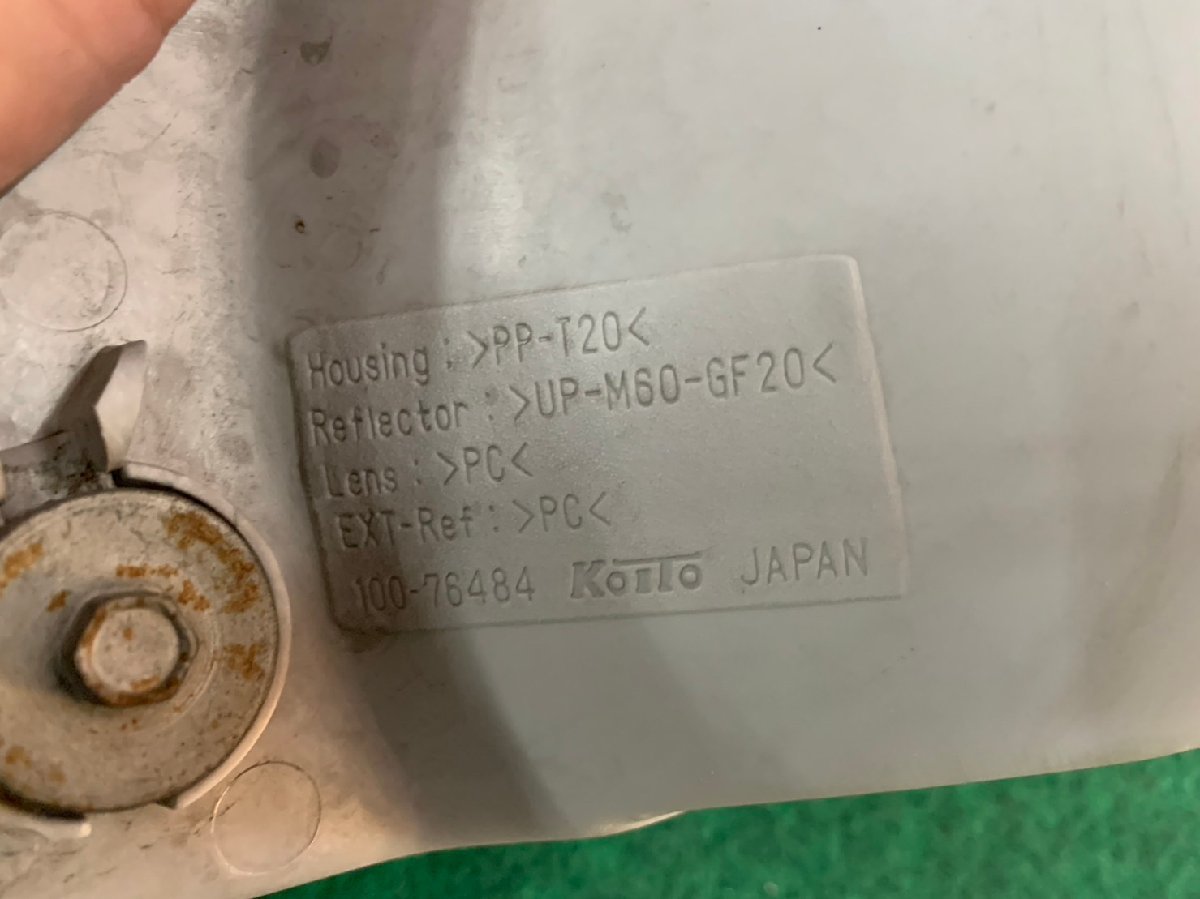 Housing : >PP-T20<
Reflector : >UP-M60-GF20<
Lens : >PC<
EXT-Ref : >PC<
100-76484 KOITO JAPAN